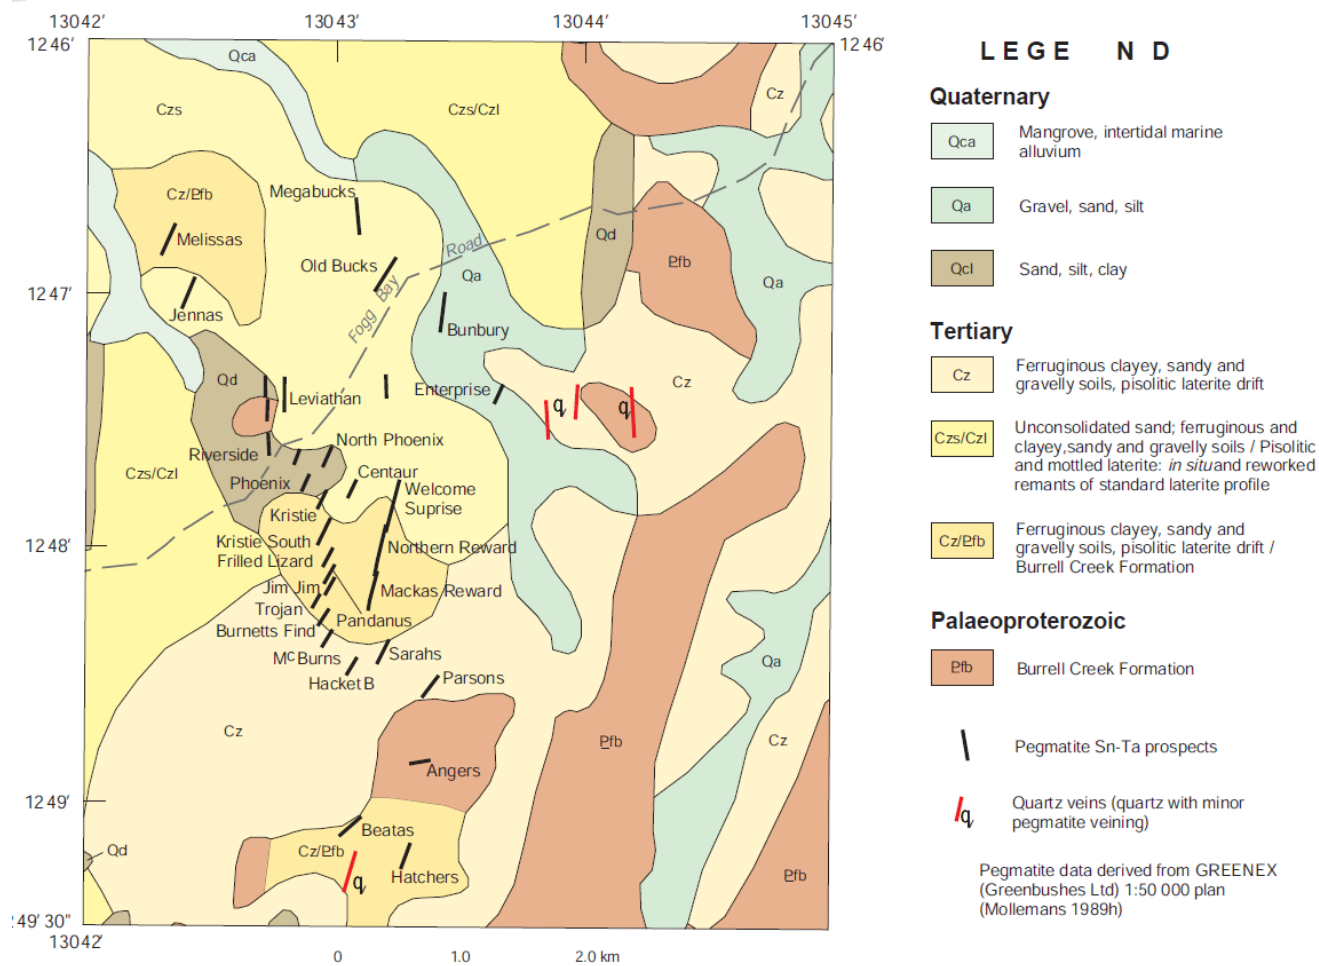 130 42' 130 43' 130 44' 130 45'
12 46' 12 46'
Qca
Czs
Czs/Czl
Cz
Megabucks
Cz/Pfb
Melissas
Qd
Old Bucks
Road
Pfb
Qa
Qa
12 47'
Jennas
Fogg Bay
Bunbury
Qd
Leviathan
Enterprise
q
q
Cz
North Phoenix
Riverside
Czs/Czl
Centaur
Phoenix
Welcome
Suprise
Kristie
Kristie South
Northern Reward
12 48'
Frilled Lizard
Jim Jim
Mackas Reward
Trojan
Pandanus
Burnetts Find
McBurns
Sarahs
Hacket B
Parsons
Qa
Cz
Pfb
Cz
Angers
12 49'
Beatas
Qd
Cz/Pfb
Hatchers
q
Pfb
49' 30"
130 42'
0 1.0 2.0 km
LEGE N D
Quaternary
Qca
Mangrove, intertidal marine
alluvium
Qa
Gravel, sand, silt
Qcl
Sand, silt, clay
Tertiary
Cz
Ferruginous clayey, sandy and
gravelly soils, pisolitic laterite drift
Czs/Czl
Unconsolidated sand; ferruginous and
clayey,sandy and gravelly soils / Pisolitic
and mottled laterite: in situand reworked
remants of standard laterite profile
Cz/Pfb
Ferruginous clayey, sandy and
gravelly soils, pisolitic laterite drift /
Burrell Creek Formation
Palaeoproterozoic
Pfb
Burrell Creek Formation
Pegmatite Sn-Ta prospects
q
Quartz veins (quartz with minor
pegmatite veining)
Pegmatite data derived from GREENEX
(Greenbushes Ltd) 1:50 000 plan
(Mollemans 1989h)